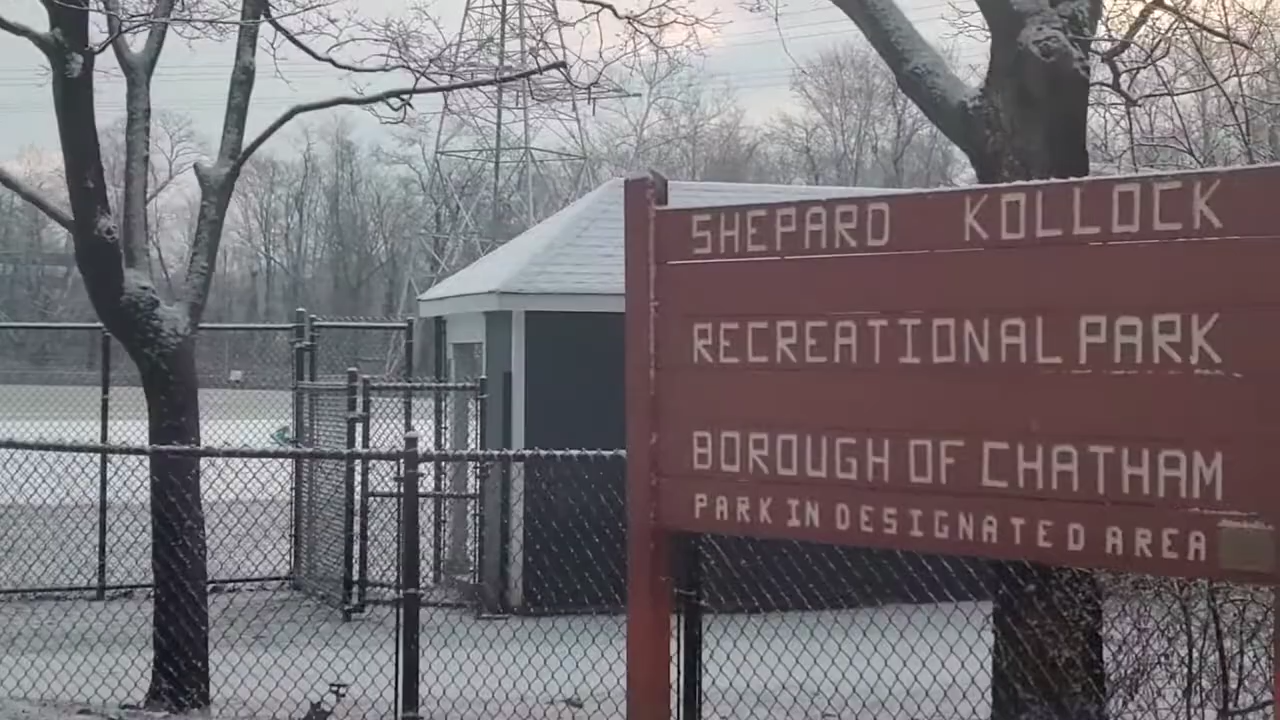 SHEPARD KOLLOCK
RECREATIONAL PARK
BOROUGH OF CHATHAM
PARK IN DESIGNATED AREA